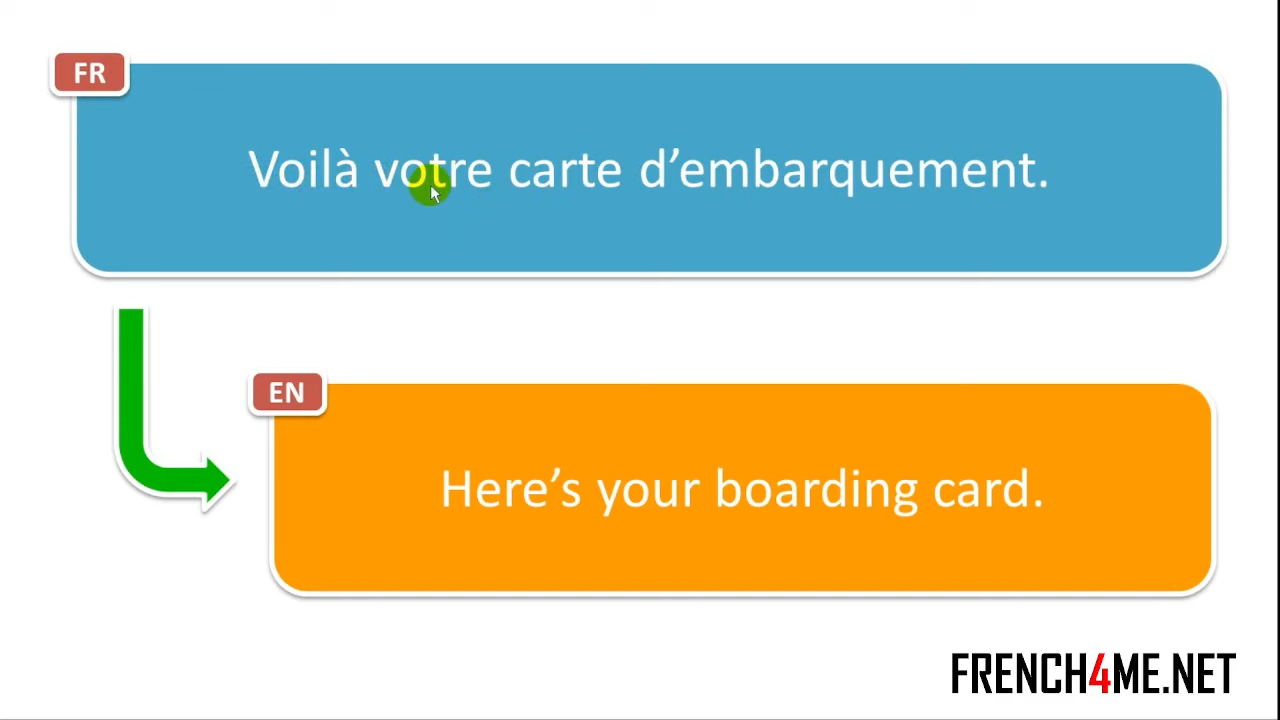 FR
Voilà votre carte d’embarquement.
EN
Here’s your boarding card.
FRENCH4ME.NET